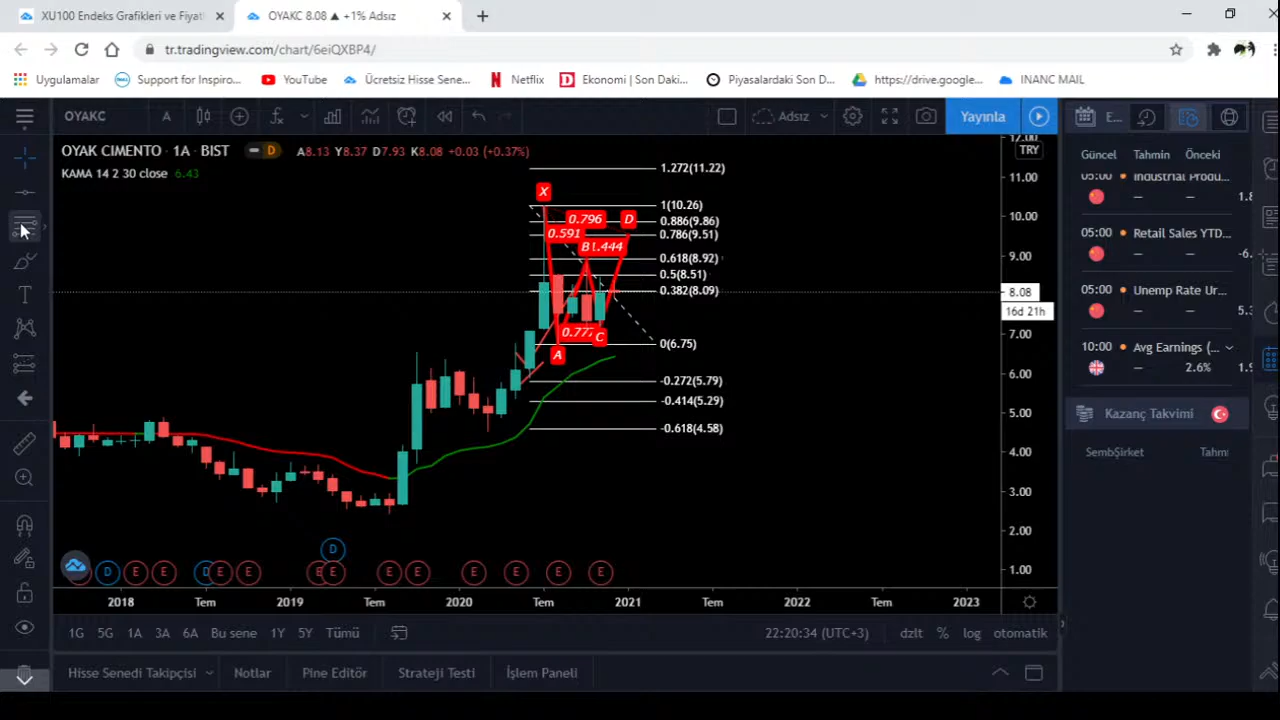 XU100 Endeks Grafikleri ve Fiyatl
OYAKC 8.08 ▲ +1% Adsız
tr.tradingview.com/chart/6eiQXBP4/
Uygulamalar
Support for Inspiro...
YouTube
Ücretsiz Hisse Sene...
Netflix
Ekonomi | Son Daki...
Piyasalardaki Son D...
https://drive.google...
INANC MAIL
OYAKC
A
Adsız
Yayınla
E...
OYAK CIMENTO · 1A · BIST
D
A8.13 Y8.37 D7.93 K8.08 +0.03 (+0.37%)
KAMA 14 2 30 close 6.43
12.00
TRY
11.00
10.00
9.00
8.08
16d 21h
7.00
6.00
5.00
4.00
3.00
2.00
1.00
1.272(11.22)
1(10.26)
0.886(9.86)
0.786(9.51)
0.618(8.92)
0.5(8.51)
0.382(8.09)
0(6.75)
-0.272(5.79)
-0.414(5.29)
-0.618(4.58)
X
0.796
D
0.591
B
1.444
0.777
C
A
D
D E E D E E E E E E E E E E
2018 Tem 2019 Tem 2020 Tem 2021 Tem 2022 Tem 2023
1G 5G 1A 3A 6A Bu sene 1Y 5Y Tümü
22:20:34 (UTC+3)
dzlt % log otomatik
Hisse Senedi Takipçisi
Notlar
Pine Editör
Strateji Testi
İşlem Paneli
Güncel Tahmin Önceki
05:00 Industrial Produ...
— — 1.8
05:00 Retail Sales YTD...
— — -6.
05:00 Unemp Rate Ur...
— — 5.3
10:00 Avg Earnings (...
— 2.6% 1.9
Kazanç Takvimi
SembŞirket Tahmi